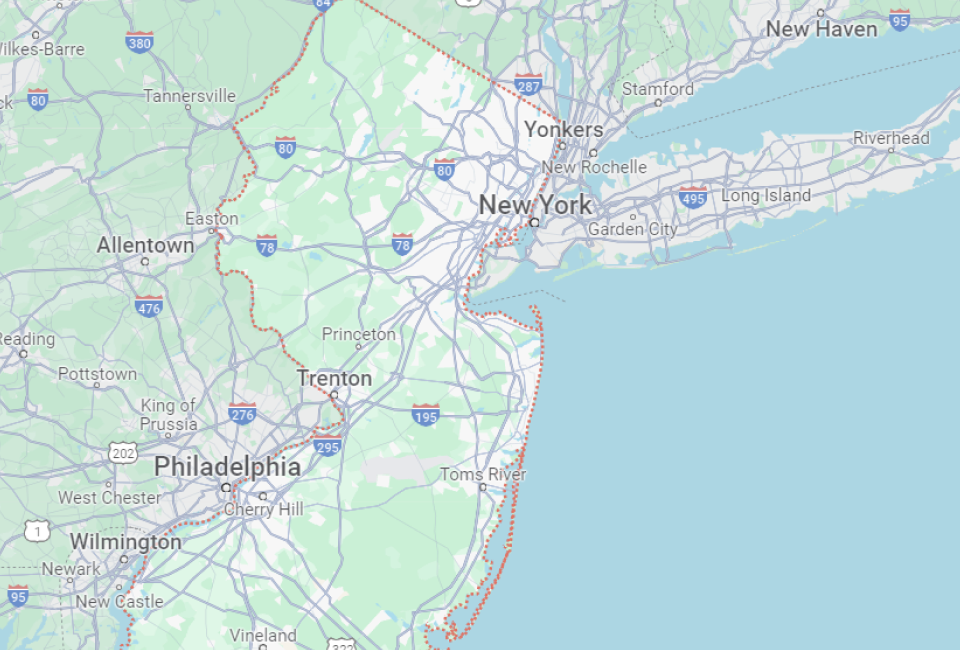 84
New Haven
95
380
Wilkes-Barre
287
80
Tannersville
Stamford
Yonkers
Riverhead
80
80
New Rochelle
495
Long Island
New York
Easton
Garden City
Allentown
78
78
476
Princeton
Reading
Pottstown
Trenton
King of
Prussia
276
195
295
202
Philadelphia
Toms River
West Chester
Cherry Hill
1
Wilmington
Newark
95
New Castle
Vineland
322